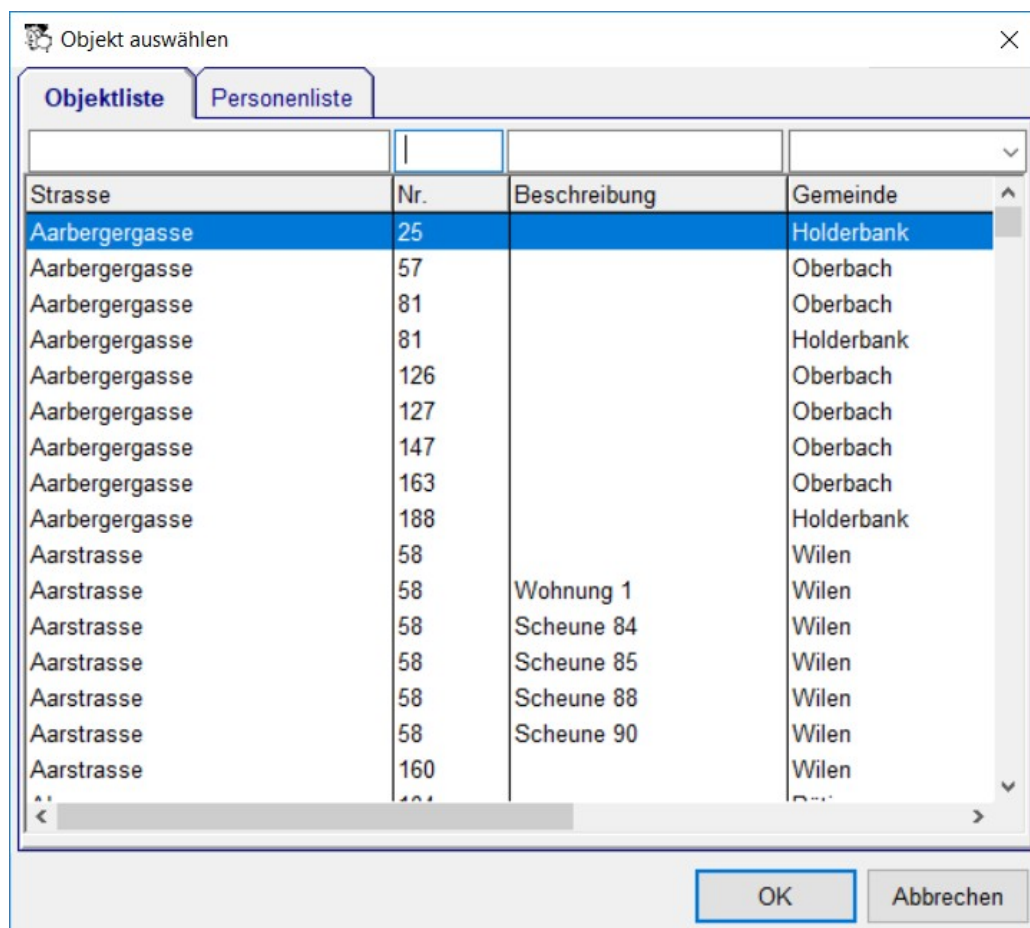 Objekt auswählen
Objektliste Personenliste
Strasse Nr. Beschreibung Gemeinde
Aarbergergasse 25 Holderbank
Aarbergergasse 57 Oberbach
Aarbergergasse 81 Oberbach
Aarbergergasse 81 Holderbank
Aarbergergasse 126 Oberbach
Aarbergergasse 127 Oberbach
Aarbergergasse 147 Oberbach
Aarbergergasse 163 Oberbach
Aarbergergasse 188 Holderbank
Aarstrasse 58 Wilen
Aarstrasse 58 Wohnung 1 Wilen
Aarstrasse 58 Scheune 84 Wilen
Aarstrasse 58 Scheune 85 Wilen
Aarstrasse 58 Scheune 88 Wilen
Aarstrasse 58 Scheune 90 Wilen
Aarstrasse 160 Wilen
OK Abbrechen